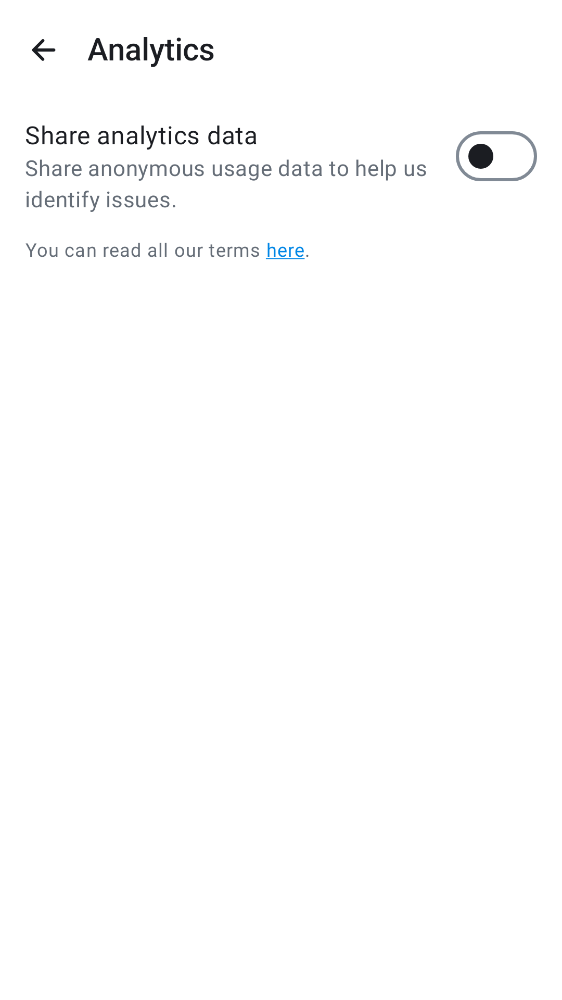 Analytics
Share analytics data
Share anonymous usage data to help us
identify issues.
You can read all our terms here.